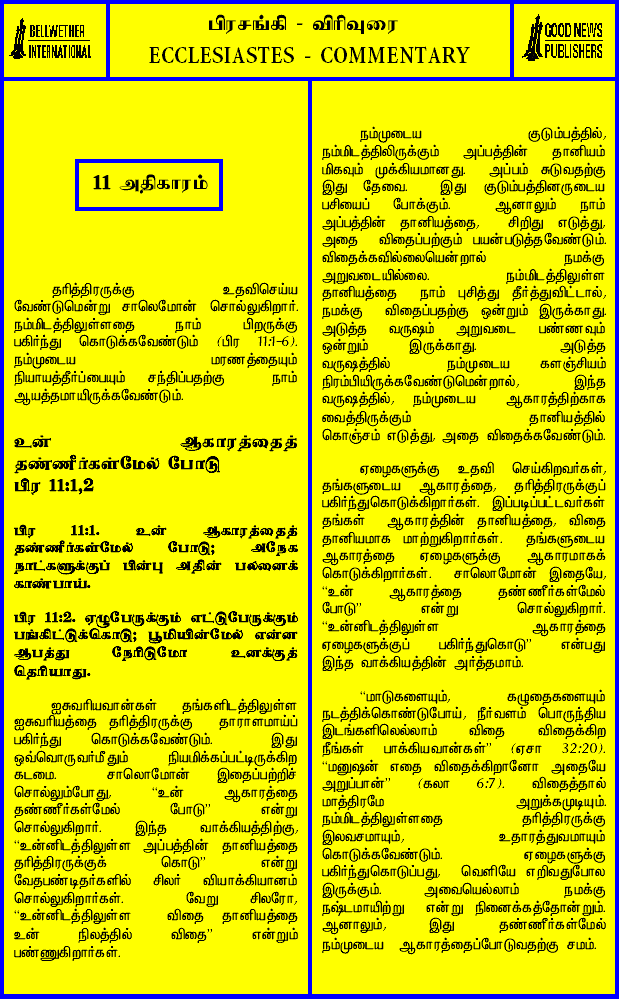 BELLWETHER
INTERNATIONAL
பிரசங்கி - விரிவுரை
ECCLESIASTES - COMMENTARY
GOOD NEWS
PUBLISHERS
11 அதிகாரம்
தரித்திரருக்கு உதவிசெய்ய
வேண்டுமென்று சாலொமோன் சொல்லுகிறார்.
நம்மிடத்திலுள்ளதை நாம் பிறருக்கு
பகிர்ந்து கொடுக்கவேண்டும் (பிர 11:1-6).
நம்முடைய மரணத்தையும்
நியாயத்தீர்ப்பையும் சந்திப்பதற்கு நாம்
ஆயத்தமாயிருக்கவேண்டும்.
உன் ஆகாரத்தைத்
தண்ணீர்கள்மேல் போடு
பிர 11:1,2
பிர 11:1. உன் ஆகாரத்தைத்
தண்ணீர்கள்மேல் போடு; அநேக
நாட்களுக்குப் பின்பு அதின் பலனைக்
காண்பாய்.
பிர 11:2. ஏழுபேருக்கும் எட்டுபேருக்கும்
பங்கிட்டுக்கொடு; பூமியின்மேல் என்ன
ஆபத்து நேரிடுமோ உனக்குத்
தெரியாது.
ஐசுவரியவான்கள் தங்களிடத்திலுள்ள
ஐசுவரியத்தை தரித்திரருக்கு தாராளமாய்ப்
பகிர்ந்து கொடுக்கவேண்டும். இது
ஒவ்வொருவர்மீதும் நியமிக்கப்பட்டிருக்கிற
கடமை. சாலொமோன் இதைப்பற்றிச்
சொல்லும்போது, "உன் ஆகாரத்தை
தண்ணீர்கள்மேல் போடு" என்று
சொல்லுகிறார். இந்த வாக்கியத்திற்கு,
"உன்னிடத்திலுள்ள அப்பத்தின் தானியத்தை
தரித்திரருக்குக் கொடு" என்று
வேதபண்டிதர்களில் சிலர் வியாக்கியானம்
சொல்லுகிறார்கள். வேறு சிலரோ,
"உன்னிடத்திலுள்ள விதை தானியத்தை
உன் நிலத்தில் விதை" என்றும்
பண்ணுகிறார்கள்.
நம்முடைய குடும்பத்தில்,
நம்மிடத்திலிருக்கும் அப்பத்தின் தானியம்
மிகவும் முக்கியமானது. அப்பம் சுடுவதற்கு
இது தேவை. இது குடும்பத்தினருடைய
பசியைப் போக்கும். ஆனாலும் நாம்
அப்பத்தின் தானியத்தை, சிறிது எடுத்து,
அதை விதைப்பற்கும் பயன்படுத்தவேண்டும்.
விதைக்கவில்லையென்றால் நமக்கு
அறுவடையில்லை. நம்மிடத்திலுள்ள
தானியத்தை நாம் புசித்து தீர்த்துவிட்டால்,
நமக்கு விதைப்பதற்கு ஒன்றும் இருக்காது.
அடுத்த வருஷம் அறுவடை பண்ணவும்
ஒன்றும் இருக்காது. அடுத்த
வருஷத்தில் நம்முடைய களஞ்சியம்
நிரம்பியிருக்கவேண்டுமென்றால், இந்த
வருஷத்தில், நம்முடைய ஆகாரத்திற்காக
வைத்திருக்கும் தானியத்தில்
கொஞ்சம் எடுத்து, அதை விதைக்கவேண்டும்.
ஏழைகளுக்கு உதவி செய்கிறவர்கள்,
தங்களுடைய ஆகாரத்தை, தரித்திரருக்குப்
பகிர்ந்துகொடுக்கிறார்கள். இப்படிப்பட்டவர்கள்
தங்கள் ஆகாரத்தின் தானியத்தை, விதை
தானியமாக மாற்றுகிறார்கள். தங்களுடைய
ஆகாரத்தை ஏழைகளுக்கு ஆகாரமாகக்
கொடுக்கிறார்கள். சாலொமோன் இதையே,
"உன் ஆகாரத்தை தண்ணீர்கள்மேல்
போடு" என்று சொல்லுகிறார்.
"உன்னிடத்திலுள்ள ஆகாரத்தை
ஏழைகளுக்குப் பகிர்ந்துகொடு" என்பது
இந்த வாக்கியத்தின் அர்த்தமாம்.
"மாடுகளையும், கழுதைகளையும்
நடத்திக்கொண்டுபோய், நீர்வளம் பொருந்திய
இடங்களிலெல்லாம் விதை விதைக்கிற
நீங்கள் பாக்கியவான்கள்" (ஏசா 32:20).
"மனுஷன் எதை விதைக்கிறானோ அதையே
அறுப்பான்" (கலா 6:7). விதைத்தால்
மாத்திரமே அறுக்கமுடியும்.
நம்மிடத்திலுள்ளதை தரித்திரருக்கு
இலவசமாயும், உதாரத்துவமாயும்
கொடுக்கவேண்டும். ஏழைகளுக்கு
பகிர்ந்துகொடுப்பது, வெளியே எறிவதுபோல
இருக்கும். அவையெல்லாம் நமக்கு
நஷ்டமாயிற்று என்று நினைக்கத்தோன்றும்.
ஆனாலும், இது தண்ணீர்கள்மேல்
நம்முடைய ஆகாரத்தைப்போடுவதற்கு சமம்.